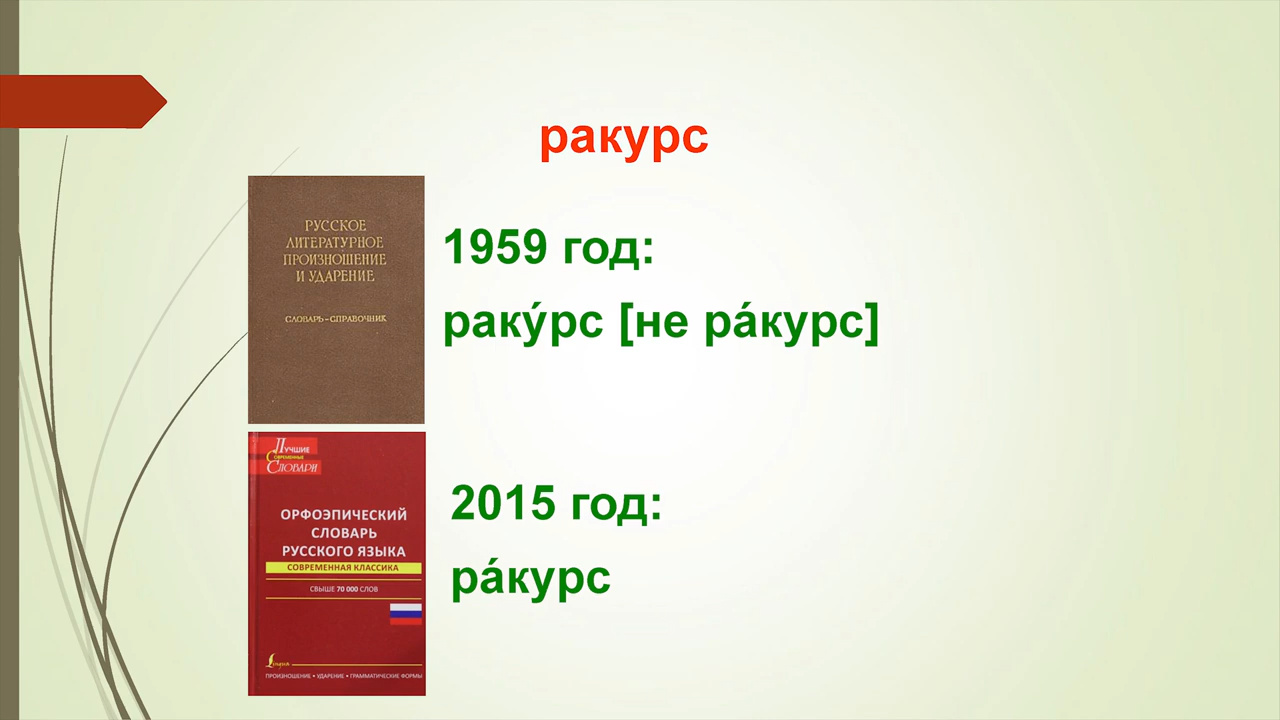 ракурс
РУССКОЕ
ЛИТЕРАТУРНОЕ
ПРОИЗНОШЕНИЕ
И УДАРЕНИЕ
СЛОВАРЬ-СПРАВОЧНИК
1959 год:
раку́рс [не ра́курс]
Лучшие
Современные
Словари
ОРФОЭПИЧЕСКИЙ
СЛОВАРЬ
РУССКОГО ЯЗЫКА
СОВРЕМЕННАЯ КЛАССИКА
СВЫШЕ 70 000 СЛОВ
Lingua
ПРОИЗНОШЕНИЕ • УДАРЕНИЕ • ГРАММАТИЧЕСКИЕ ФОРМЫ
2015 год:
ра́курс